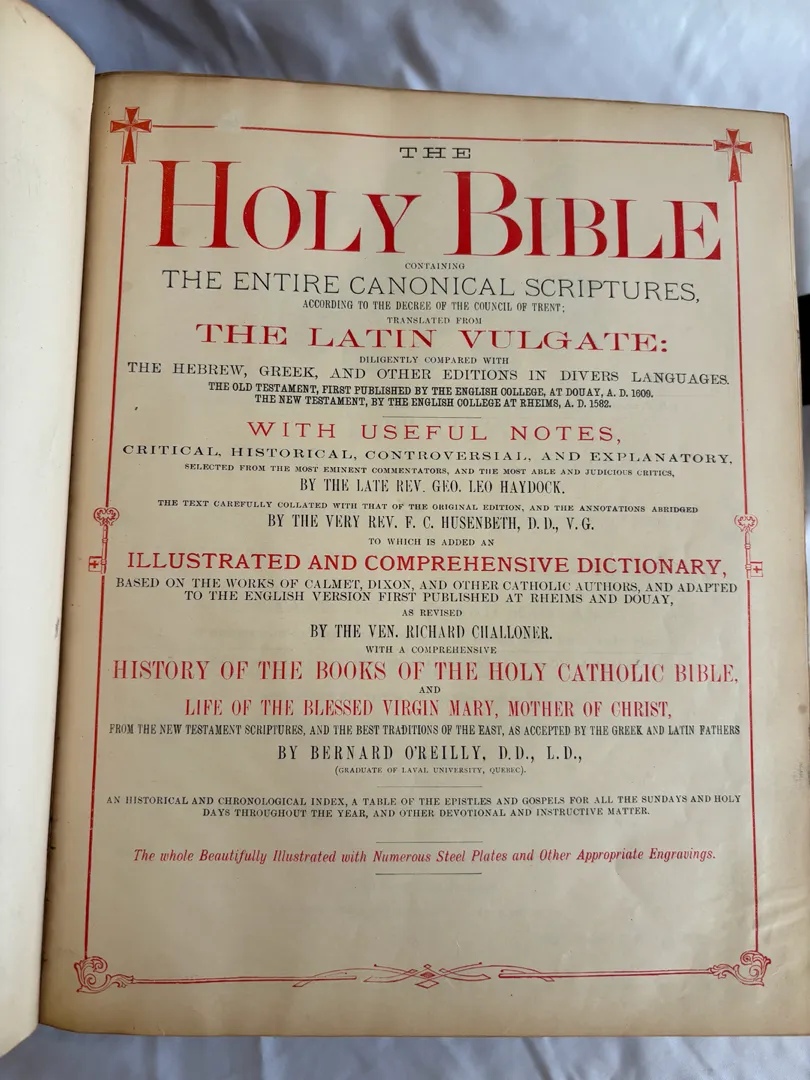 THE
HOLY BIBLE
CONTAINING
THE ENTIRE CANONICAL SCRIPTURES,
ACCORDING TO THE DECREE OF THE COUNCIL OF TRENT;
TRANSLATED FROM
THE LATIN VULGATE:
DILIGENTLY COMPARED WITH
THE HEBREW, GREEK, AND OTHER EDITIONS IN DIVERS LANGUAGES.
THE OLD TESTAMENT, FIRST PUBLISHED BY THE ENGLISH COLLEGE, AT DOUAY, A. D. 1609.
THE NEW TESTAMENT, BY THE ENGLISH COLLEGE AT RHEIMS, A. D. 1582.
WITH USEFUL NOTES,
CRITICAL, HISTORICAL, CONTROVERSIAL, AND EXPLANATORY,
SELECTED FROM THE MOST EMINENT COMMENTATORS, AND THE MOST ABLE AND JUDICIOUS CRITICS,
BY THE LATE REV. GEO. LEO HAYDOCK.
THE TEXT CAREFULLY COLLATED WITH THAT OF THE ORIGINAL EDITION, AND THE ANNOTATIONS ABRIDGED
BY THE VERY REV. F. C. HUSENBETH, D. D., V. G.
TO WHICH IS ADDED AN
ILLUSTRATED AND COMPREHENSIVE DICTIONARY,
BASED ON THE WORKS OF CALMET, DIXON, AND OTHER CATHOLIC AUTHORS, AND ADAPTED
TO THE ENGLISH VERSION FIRST PUBLISHED AT RHEIMS AND DOUAY,
AS REVISED
BY THE VEN. RICHARD CHALLONER.
WITH A COMPREHENSIVE
HISTORY OF THE BOOKS OF THE HOLY CATHOLIC BIBLE,
AND
LIFE OF THE BLESSED VIRGIN MARY, MOTHER OF CHRIST,
FROM THE NEW TESTAMENT SCRIPTURES, AND THE BEST TRADITIONS OF THE EAST, AS ACCEPTED BY THE GREEK AND LATIN FATHERS
BY BERNARD O'REILLY, D. D., L. D.,
(GRADUATE OF LAVAL UNIVERSITY, QUEBEC).
AN HISTORICAL AND CHRONOLOGICAL INDEX, A TABLE OF THE EPISTLES AND GOSPELS FOR ALL THE SUNDAYS AND HOLY
DAYS THROUGHOUT THE YEAR, AND OTHER DEVOTIONAL AND INSTRUCTIVE MATTER.
The whole Beautifully Illustrated with Numerous Steel Plates and Other Appropriate Engravings.